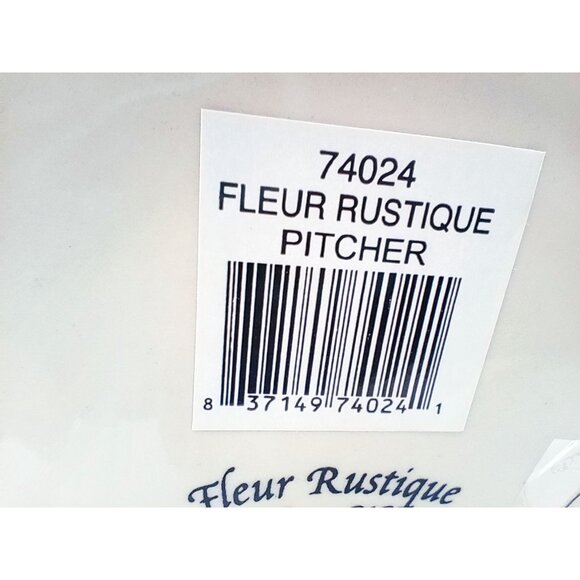 74024
FLEUR RUSTIQUE
PITCHER
8 37149 74024 1
Fleur Rustique